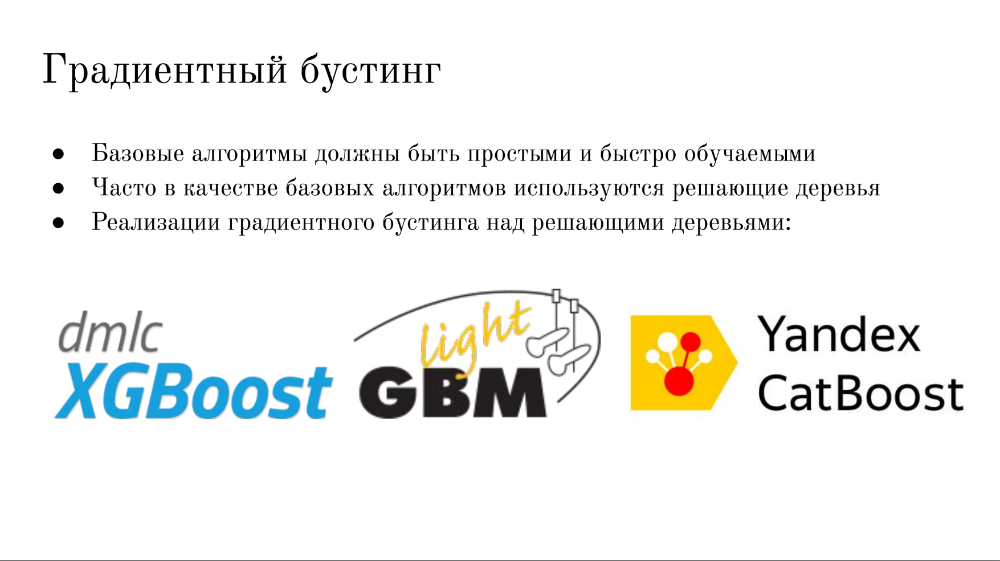 Градиентный бустинг
● Базовые алгоритмы должны быть простыми и быстро обучаемыми
● Часто в качестве базовых алгоритмов используются решающие деревья
● Реализации градиентного бустинга над решающими деревьями:
dmlc
XGBoost
light
GBM
Yandex
CatBoost